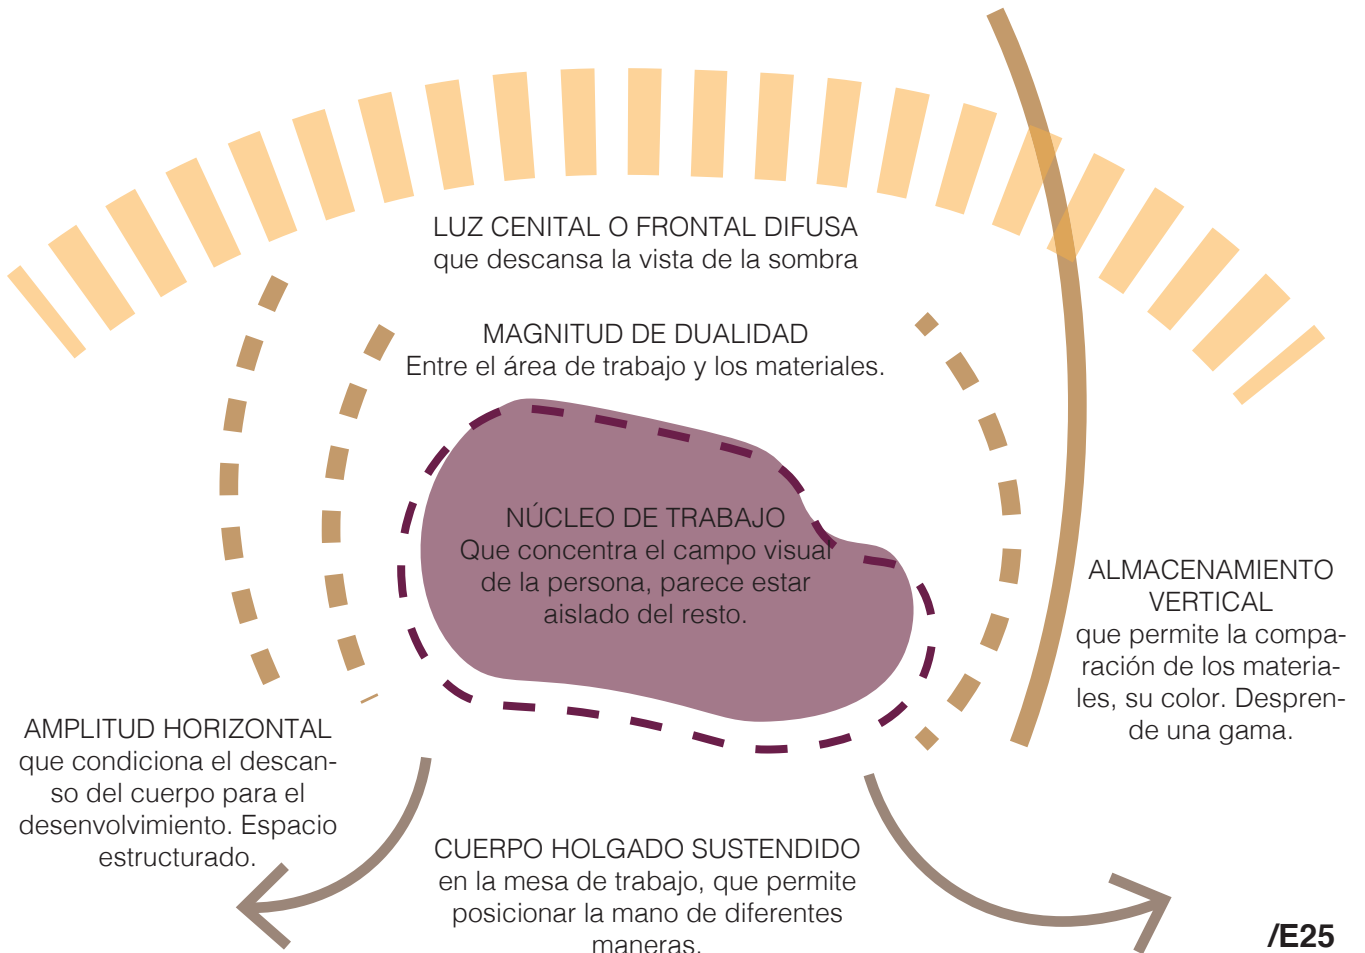 LUZ CENITAL O FRONTAL DIFUSA
que descansa la vista de la sombra
MAGNITUD DE DUALIDAD
Entre el área de trabajo y los materiales.
NÚCLEO DE TRABAJO
Que concentra el campo visual
de la persona, parece estar
aislado del resto.
ALMACENAMIENTO
VERTICAL
que permite la compa-
ración de los materia-
les, su color. Despren-
de una gama.
AMPLITUD HORIZONTAL
que condiciona el descan-
so del cuerpo para el
desenvolvimiento. Espacio
estructurado.
CUERPO HOLGADO SUSTENDIDO
en la mesa de trabajo, que permite
posicionar la mano de diferentes
maneras.
/E25